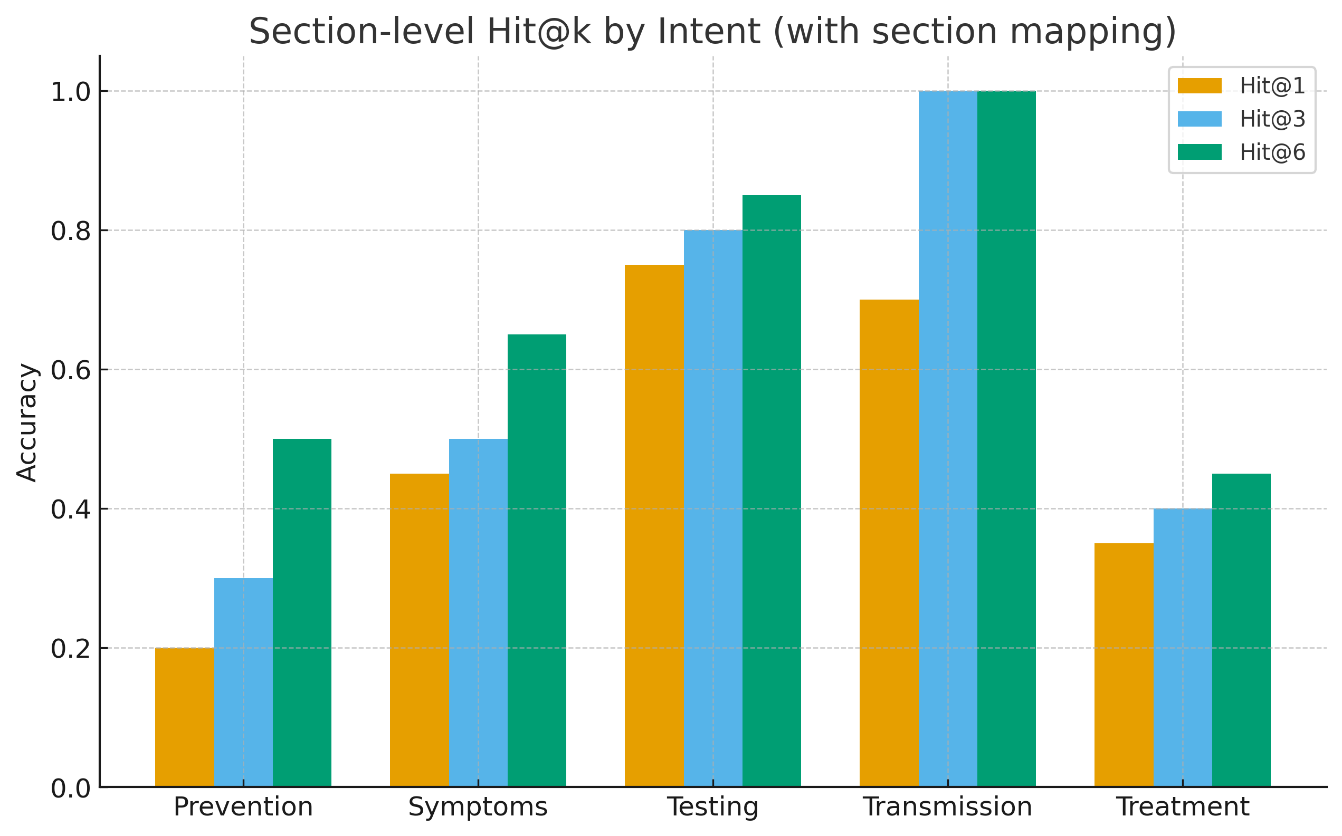 Section-level Hit@k by Intent (with section mapping)
Hit@1
Hit@3
Hit@6
Accuracy
1.0
0.8
0.6
0.4
0.2
0.0
Prevention Symptoms Testing Transmission Treatment